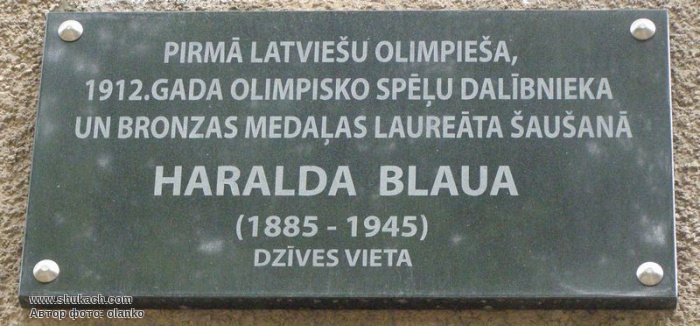 PIRMĀ LATVIEŠU OLIMPIEŠA,
1912.GADA OLIMPISKO SPĒĻU DALĪBNIEKA
UN BRONZAS MEDAĻAS LAUREĀTA ŠAUŠANĀ
HARALDA BLAUA
(1885 - 1945)
DZĪVES VIETA
www.shukach.com
Автор фото: olanko